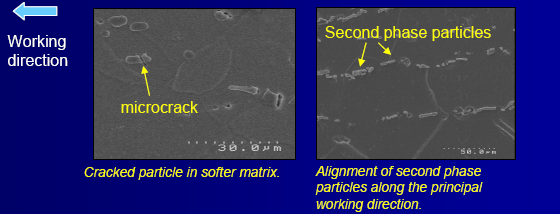 Working
direction
microcrack
30.0µm
Cracked particle in softer matrix.
Second phase particles
50.0µm
Alignment of second phase
particles along the principal
working direction.